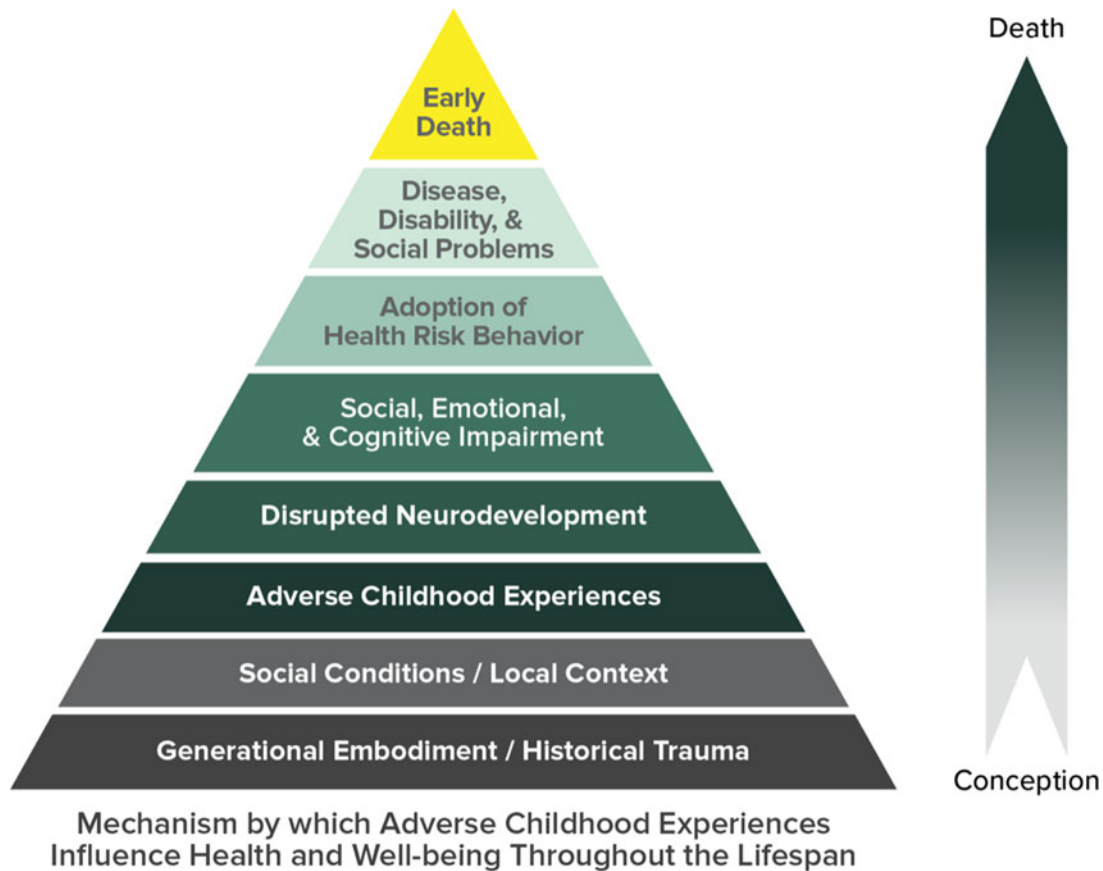 Death
Early
Death
Disease,
Disability, &
Social Problems
Adoption of
Health Risk Behavior
Social, Emotional,
& Cognitive Impairment
Disrupted Neurodevelopment
Adverse Childhood Experiences
Social Conditions / Local Context
Generational Embodiment / Historical Trauma
Conception
Mechanism by which Adverse Childhood Experiences
Influence Health and Well-being Throughout the Lifespan